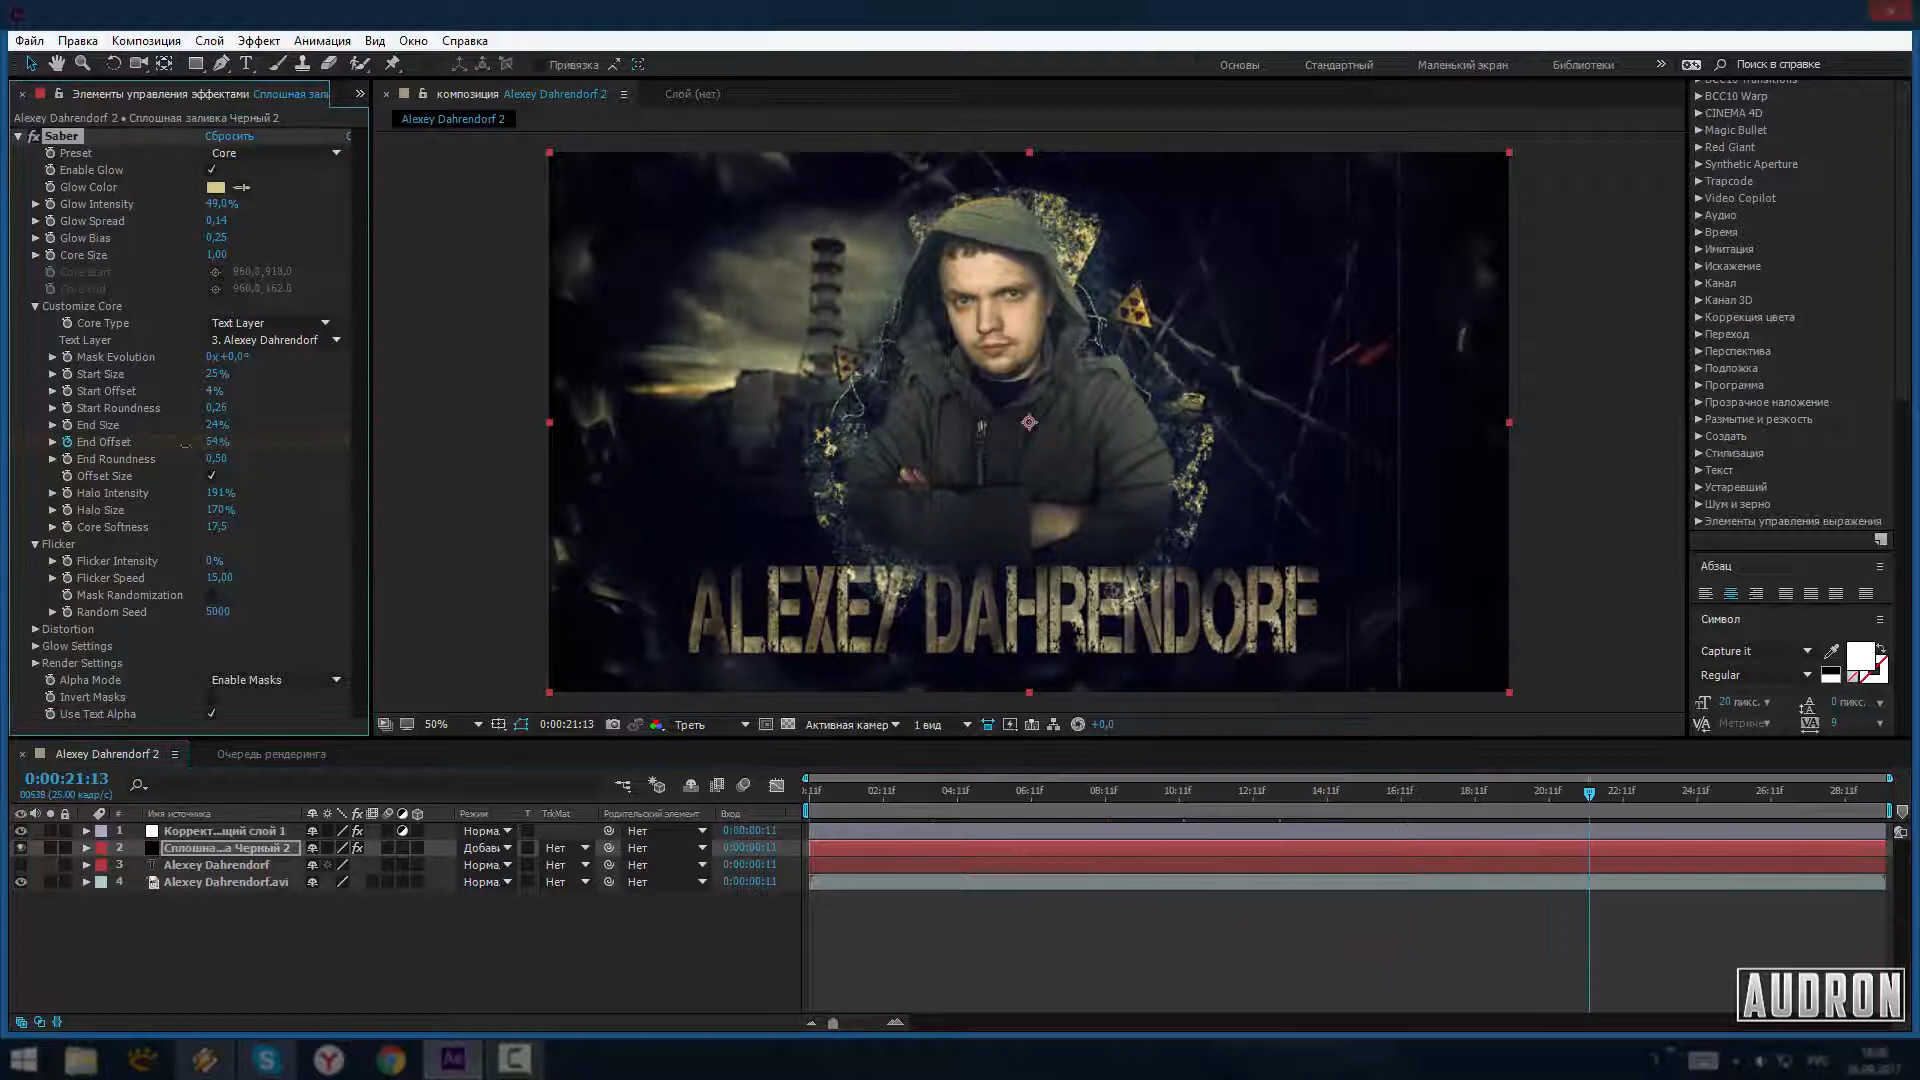 Файл Правка Композиция Слой Эффект Анимация Вид Окно Справка
Привязка Основы Стандартный Маленький экран Библиотеки Поиск в справке
Элементы управления эффектами Сплошная зали
Alexey Dahrendorf 2 • Сплошная заливка Черный 2
fx Saber Сбросить
Preset Core
Enable Glow
Glow Color
Glow Intensity 49,0%
Glow Spread 0,14
Glow Bias 0,25
Core Size 1,00
Core Start 960,0,918,0
Core End 960,0,162,0
Customize Core
Core Type Text Layer
Text Layer 3. Alexey Dahrendorf
Mask Evolution 0x+0,0°
Start Size 25%
Start Offset 4%
Start Roundness 0,26
End Size 24%
End Offset 64%
End Roundness 0,50
Offset Size
Halo Intensity 191%
Halo Size 170%
Core Softness 17,5
Flicker
Flicker Intensity 0%
Flicker Speed 15,00
Mask Randomization
Random Seed 5000
Distortion
Glow Settings
Render Settings
Alpha Mode Enable Masks
Invert Masks
Use Text Alpha
композиция Alexey Dahrendorf 2 Слой (нет)
Alexey Dahrendorf 2
ALEXEY DAHRENDORF
50% 0:00:21:13 Треть Активная камер 1 вид +0,0
BCC10 Transitions
BCC10 Warp
CINEMA 4D
Magic Bullet
Red Giant
Synthetic Aperture
Trapcode
Video Copilot
Аудио
Время
Имитация
Искажение
Канал
Канал 3D
Коррекция цвета
Переход
Перспектива
Подложка
Программа
Прозрачное наложение
Размытие и резкость
Создать
Стилизация
Текст
Устаревший
Шум и зерно
Элементы управления выражения
Абзац
Символ
Capture it
Regular
20 пикс. 0 пикс.
Метриче 9
Alexey Dahrendorf 2 Очередь рендеринга
0:00:21:13
00538 (25.00 кадр/с)
:11f 02:11f 04:11f 06:11f 08:11f 10:11f 12:11f 14:11f 16:11f 18:11f 20:11f 22:11f 24:11f 26:11f 28:11f
# Имя источника fx Режим T TrkMat Родительский элемент Вход
1 Коррект...щий слой 1 fx Норма. Нет 0:00:00:11
2 Сплошна...а Черный 2 fx Добавь Нет Нет 0:00:00:11
3 T Alexey Dahrendorf Норма. Нет Нет 0:00:00:11
4 Alexey Dahrendorf.avi Норма. Нет Нет 0:00:00:11
AUDRON
Ae